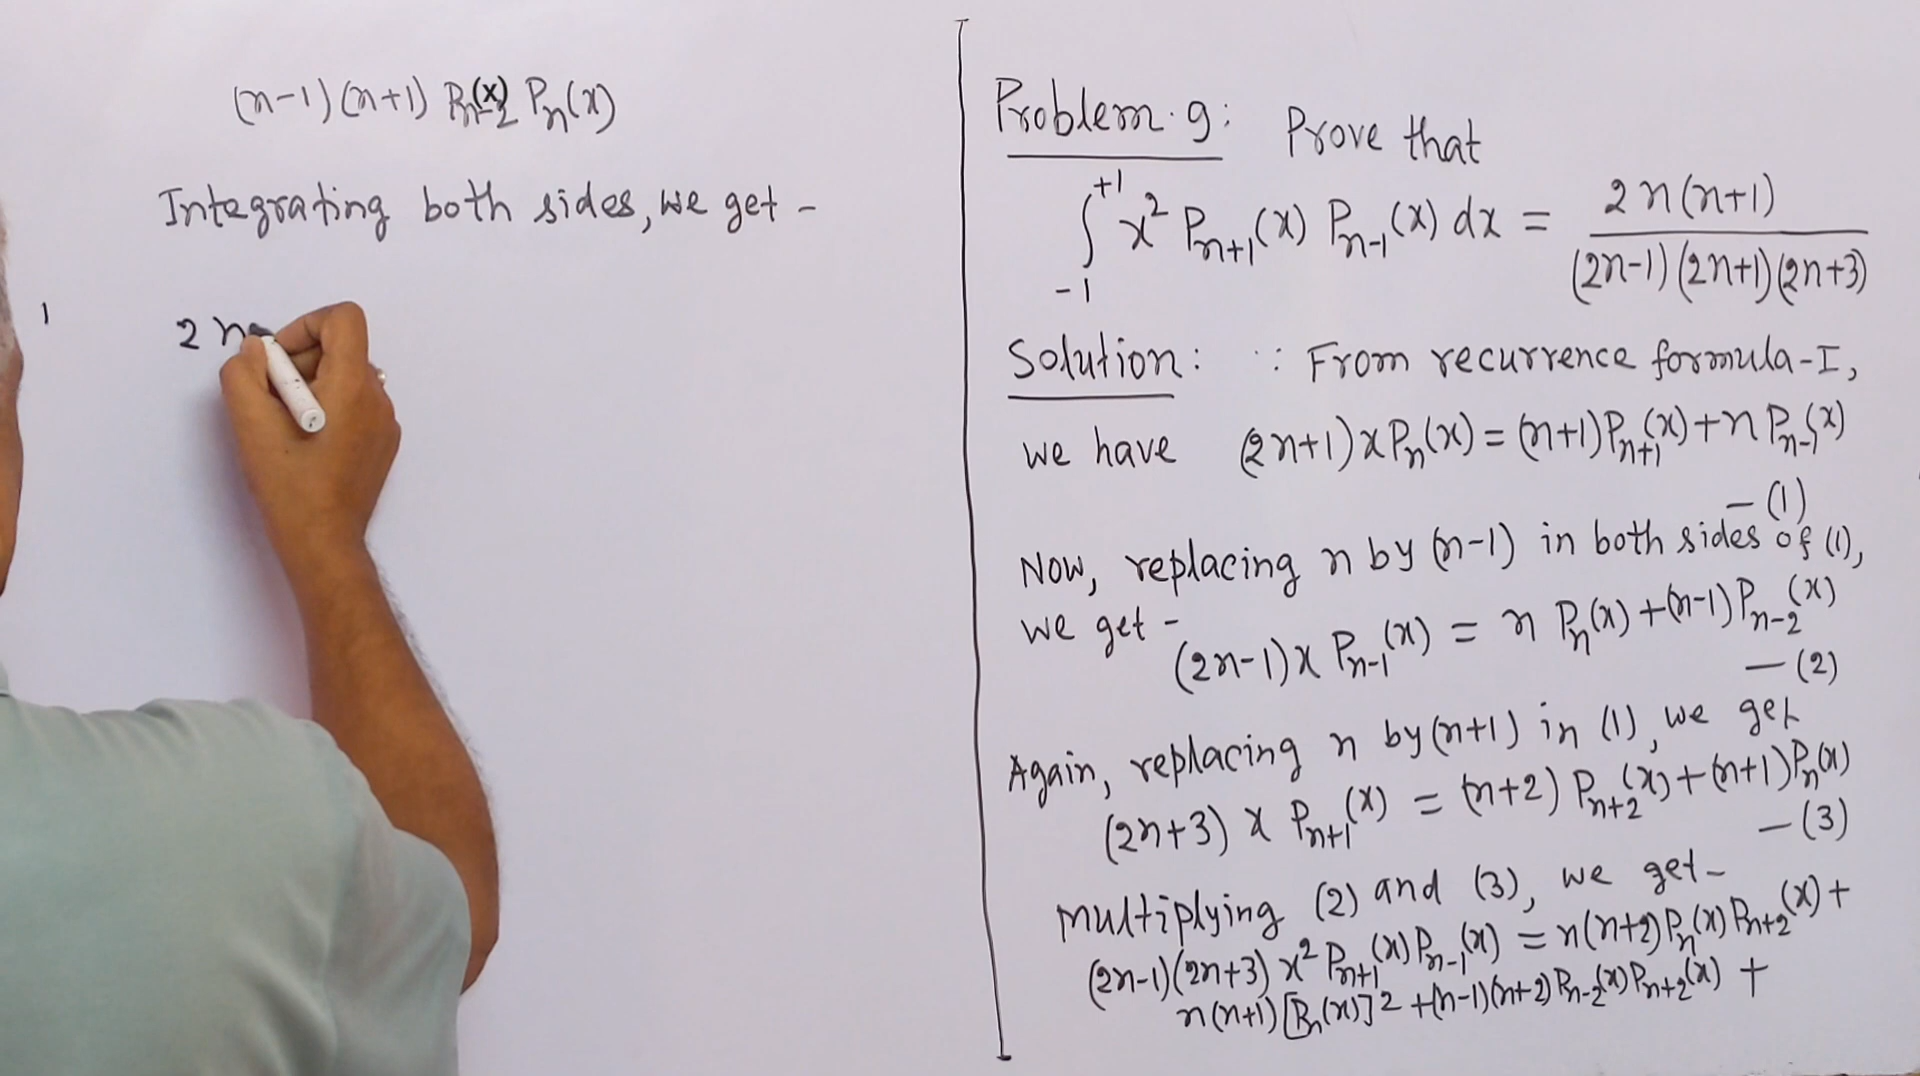 Problem·9: Prove that
∫₋₁⁺¹ x² Pₙ₊₁(x) Pₙ₋₁(x) dx = 2n(n+1) / (2n-1)(2n+1)(2n+3)
Solution: ∵ From recurrence formula-I,
we have (2n+1)xPₙ(x) = (n+1)Pₙ₊₁(x)+nPₙ₋₁(x)
—(1)
Now, replacing n by (n-1) in both sides of (1),
we get -
(2n-1)x Pₙ₋₁(x) = n Pₙ(x)+(n-1)Pₙ₋₂(x)
—(2)
Again, replacing n by (n+1) in (1), we get
(2n+3) x Pₙ₊₁(x) = (n+2) Pₙ₊₂(x)+(n+1)Pₙ(x)
—(3)
Multiplying (2) and (3), we get-
(2n-1)(2n+3) x² Pₙ₊₁(x)Pₙ₋₁(x) = n(n+2)Pₙ(x)Pₙ₊₂(x)+
n(n+1)[Pₙ(x)]²+(n-1)(n+2)Pₙ₋₂(x)Pₙ₊₂(x) +
(n-1)(n+1) Pₙ₋₂(x) Pₙ(x)
Integrating both sides, we get -
2n